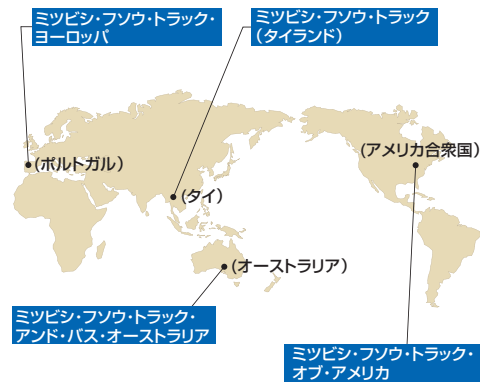 ミツビシ・フソウ・トラック・
ヨーロッパ
ミツビシ・フソウ・トラック
(タイランド)
(ポルトガル)
(タイ)
(アメリカ合衆国)
(オーストラリア)
ミツビシ・フソウ・トラック・
アンド・バス・オーストラリア
ミツビシ・フソウ・トラック・
オブ・アメリカ